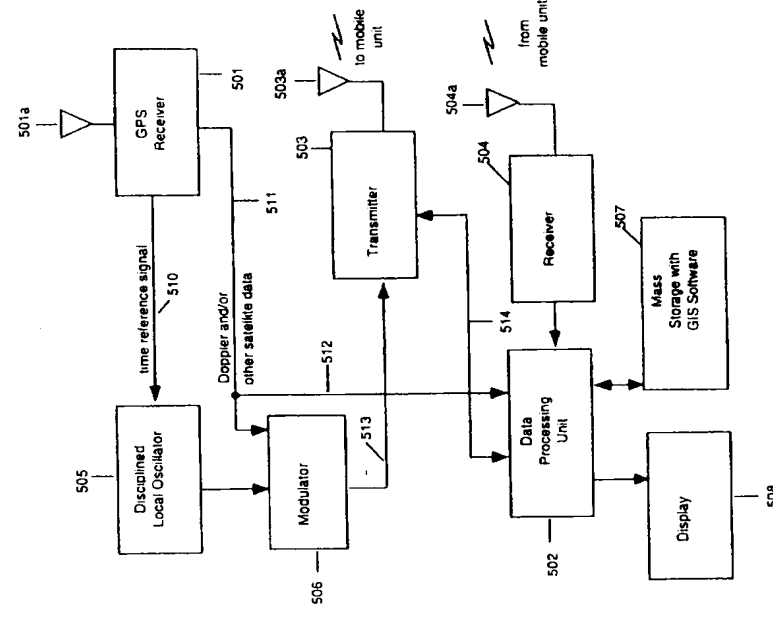 501a
GPS
Receiver
501
503a
to mobile
unit
from
mobile unit
503
504a
504
Transmitter
Receiver
507
Mass
Storage with
GIS Software
time reference signal
510
511
Doppler and/or
other satellite data
512
513
514
505
Disciplined
Local Oscillator
Modulator
506
Data
Processing
Unit
502
Display
508